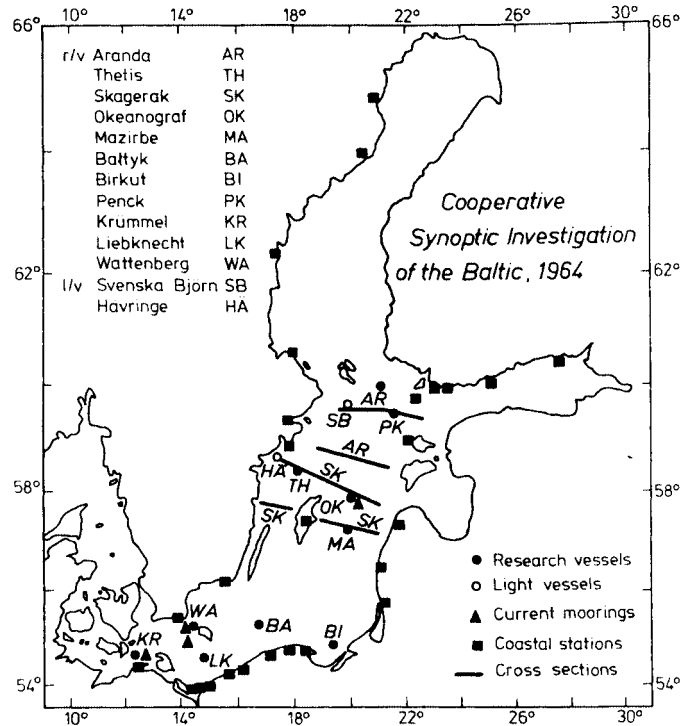 10° 14° 18° 22° 26° 30°
66° 66°
r/v Aranda AR
Thetis TH
Skagerak SK
Okeanograf OK
Mazirbe MA
Bałtyk BA
Birkut BI
Penck PK
Krümmel KR
Liebknecht LK
Wattenberg WA
l/v Svenska Björn SB
Hävringe HÄ
Cooperative
Synoptic Investigation
of the Baltic, 1964
62° 62°
AR
SB
PK
AR
HÄ
SK
TH
58° 58°
OK
SK
SK
MA
WA
BA
BI
KR
LK
Research vessels
Light vessels
Current moorings
Coastal stations
Cross sections
54° 54°
10° 14° 18° 22° 26° 30°